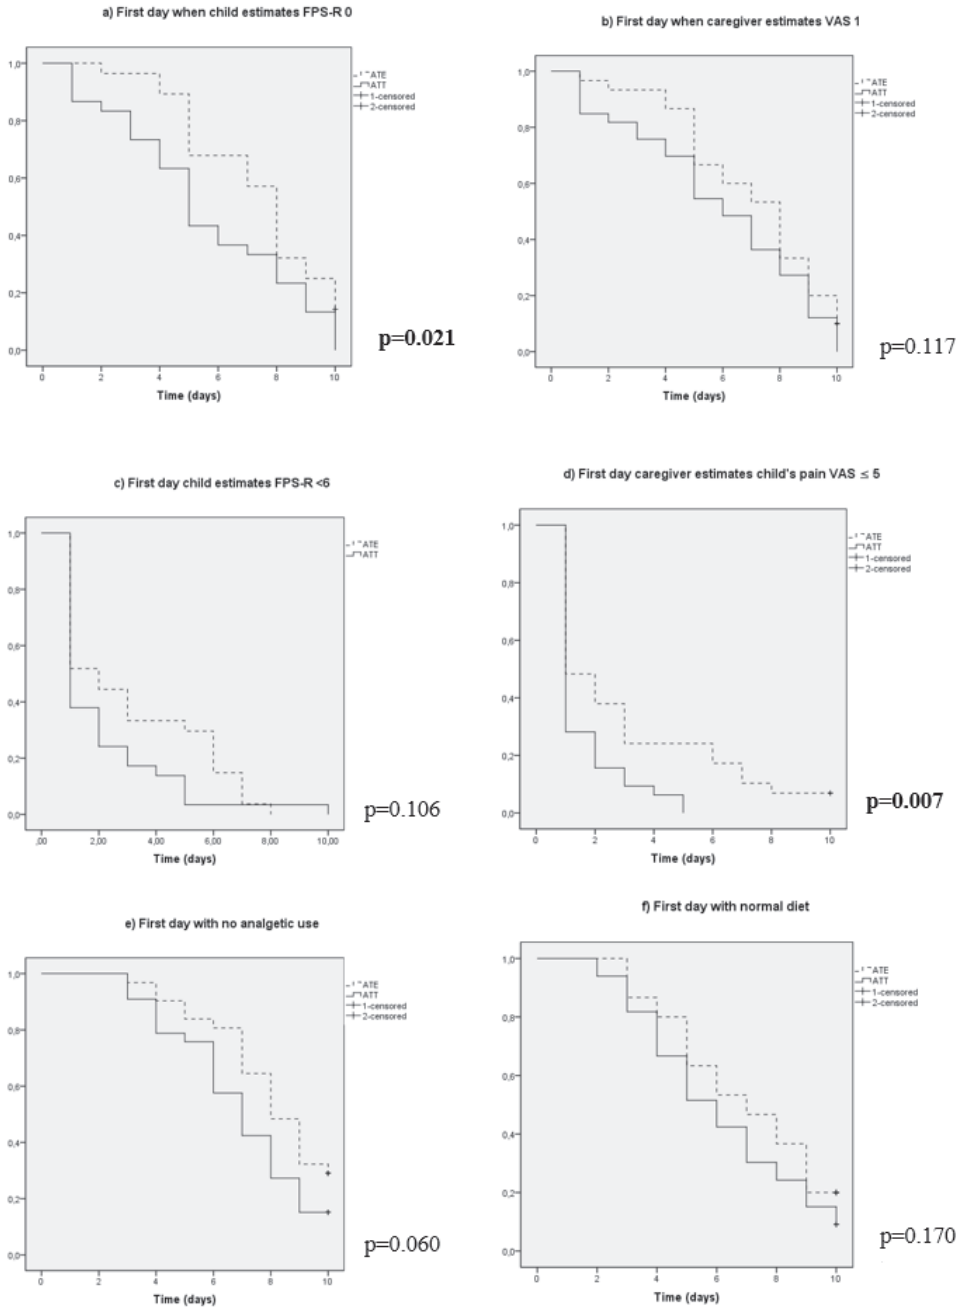 a) First day when child estimates FPS-R 0
1,0
0,8
0,6
0,4
0,2
0,0
0 2 4 6 8 10
Time (days)
ATE
ATT
1-censored
2-censored
p=0.021
b) First day when caregiver estimates VAS 1
1,0
0,8
0,6
0,4
0,2
0,0
0 2 4 6 8 10
Time (days)
ATE
ATT
1-censored
2-censored
p=0.117
c) First day child estimates FPS-R <6
1,0
0,8
0,6
0,4
0,2
0,0
,00 2,00 4,00 6,00 8,00 10,00
Time (days)
ATE
ATT
p=0.106
d) First day caregiver estimates child's pain VAS ≤ 5
1,0
0,8
0,6
0,4
0,2
0,0
0 2 4 6 8 10
Time (days)
ATE
ATT
1-censored
2-censored
p=0.007
e) First day with no analgetic use
1,0
0,8
0,6
0,4
0,2
0,0
0 2 4 6 8 10
Time (days)
ATE
ATT
1-censored
2-censored
p=0.060
f) First day with normal diet
1,0
0,8
0,6
0,4
0,2
0,0
0 2 4 6 8 10
Time (days)
ATE
ATT
1-censored
2-censored
p=0.170